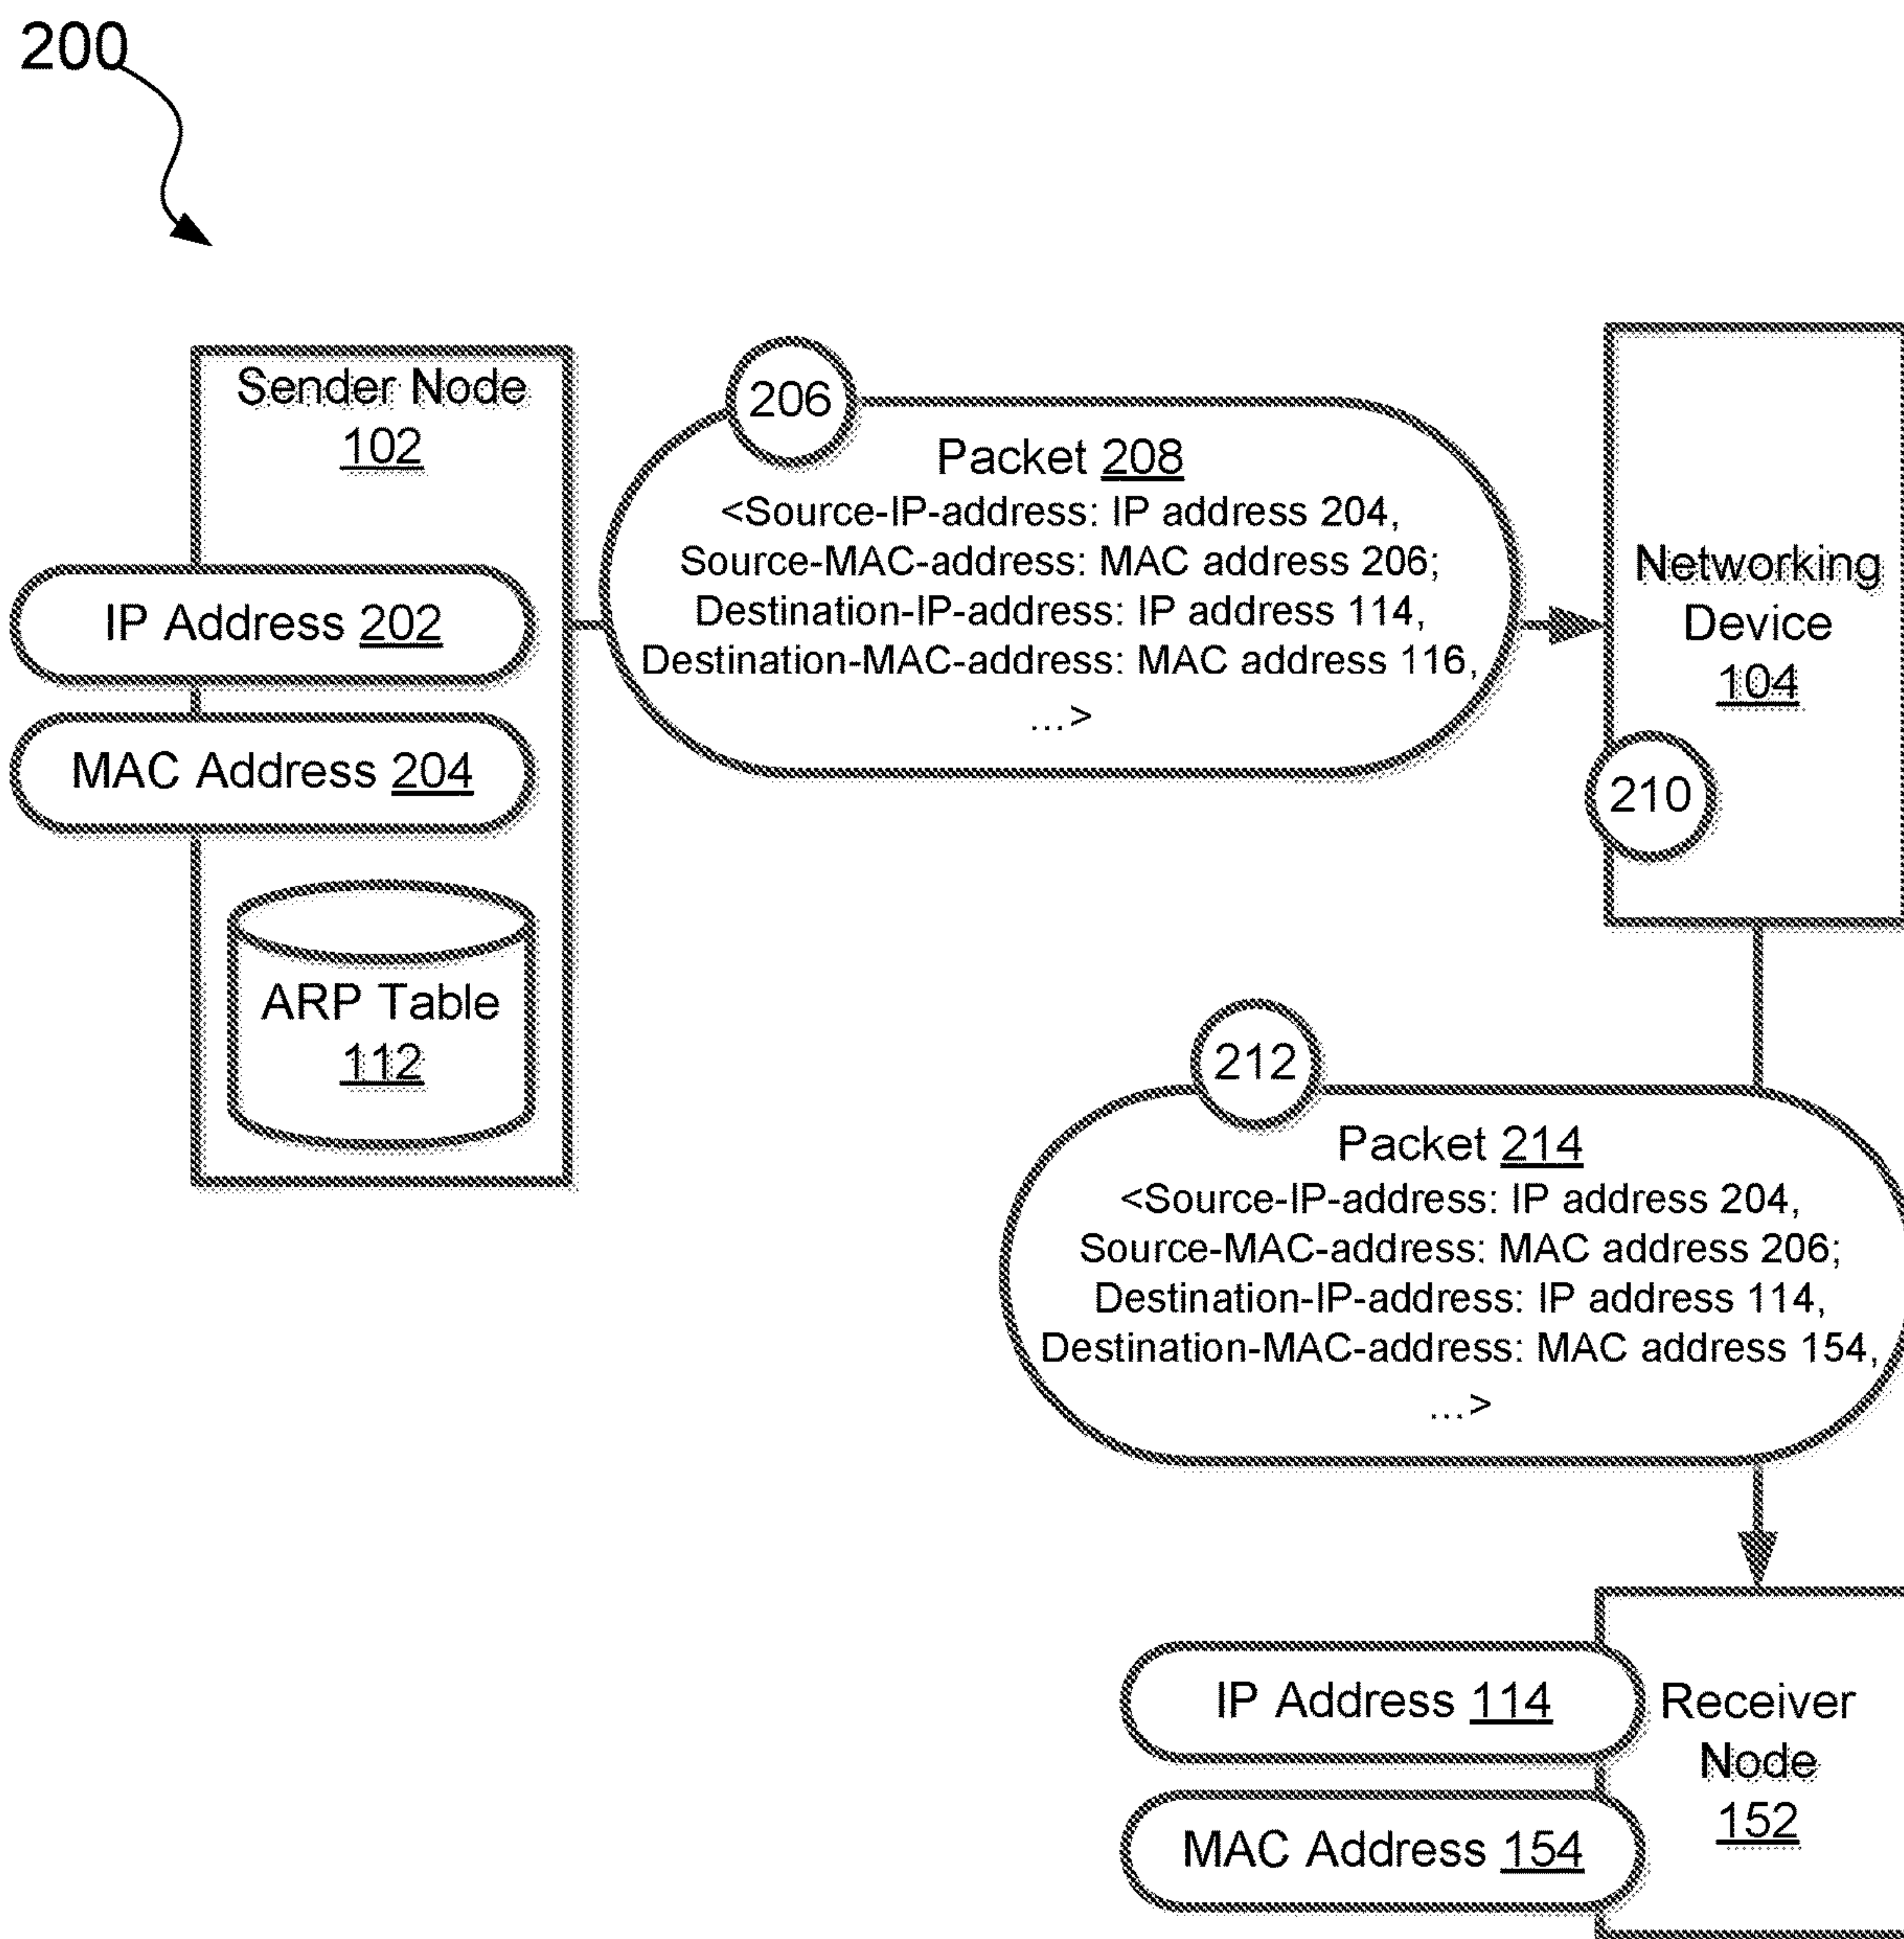 200
Sender Node
102
IP Address 202
MAC Address 204
ARP Table
112
206
Packet 208
<Source-IP-address: IP address 204,
Source-MAC-address: MAC address 206;
Destination-IP-address: IP address 114,
Destination-MAC-address: MAC address 116,
...>
Networking
Device
104
210
212
Packet 214
<Source-IP-address: IP address 204,
Source-MAC-address: MAC address 206;
Destination-IP-address: IP address 114,
Destination-MAC-address: MAC address 154,
...>
IP Address 114
MAC Address 154
Receiver
Node
152